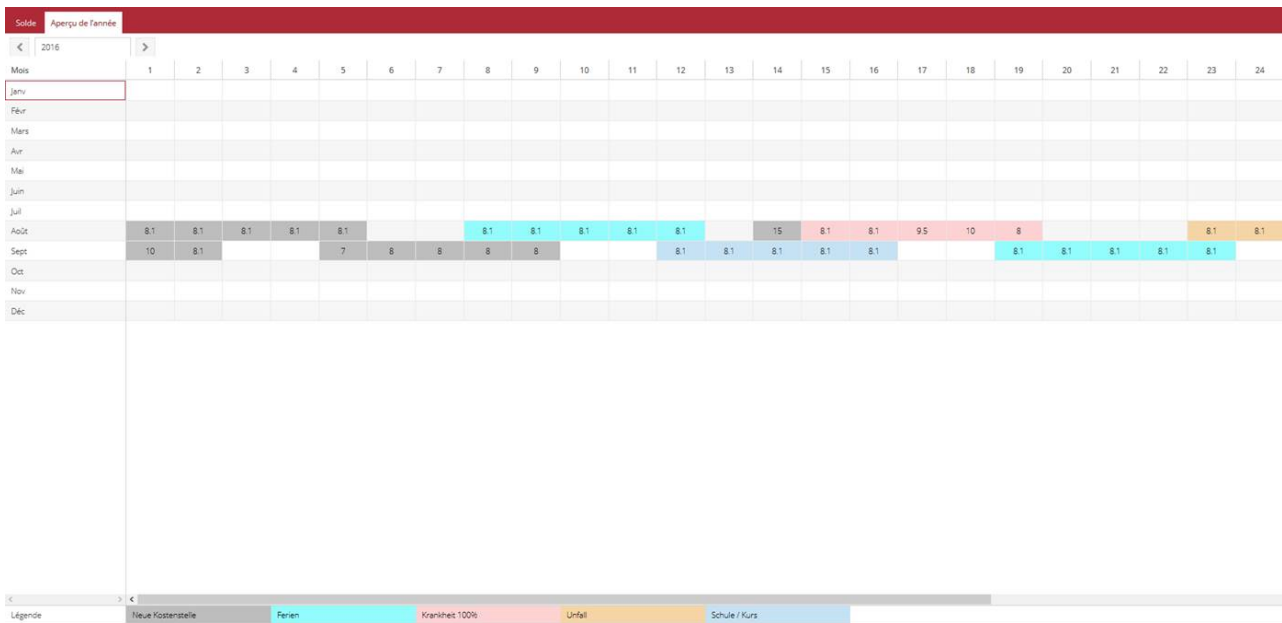 Solde Aperçu de l'année
2016
Mois 1 2 3 4 5 6 7 8 9 10 11 12 13 14 15 16 17 18 19 20 21 22 23 24
Janv
Févr
Mars
Avr
Mai
Juin
Juil
Août 8.1 8.1 8.1 8.1 8.1 8.1 8.1 8.1 8.1 8.1 15 8.1 8.1 9.5 10 8 8.1 8.1
Sept 10 8.1 7 8 8 8 8 8.1 8.1 8.1 8.1 8.1 8.1 8.1 8.1 8.1 8.1
Oct
Nov
Déc
Légende Neue Kostenstelle Ferien Krankheit 100% Unfall Schule / Kurs